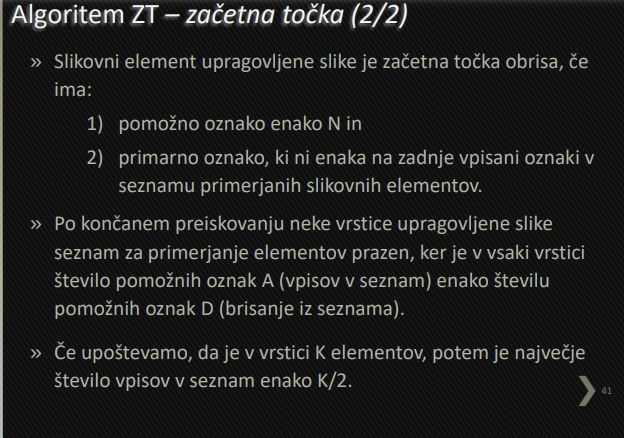 Algoritem ZT – začetna točka (2/2)
» Slikovni element upragovljene slike je začetna točka obrisa, če
ima:
1) pomožno oznako enako N in
2) primarno oznako, ki ni enaka na zadnje vpisani oznaki v
seznamu primerjanih slikovnih elementov.
» Po končanem preiskovanju neke vrstice upragovljene slike
seznam za primerjanje elementov prazen, ker je v vsaki vrstici
število pomožnih oznak A (vpisov v seznam) enako številu
pomožnih oznak D (brisanje iz seznama).
» Če upoštevamo, da je v vrstici K elementov, potem je največje
število vpisov v seznam enako K/2.
41